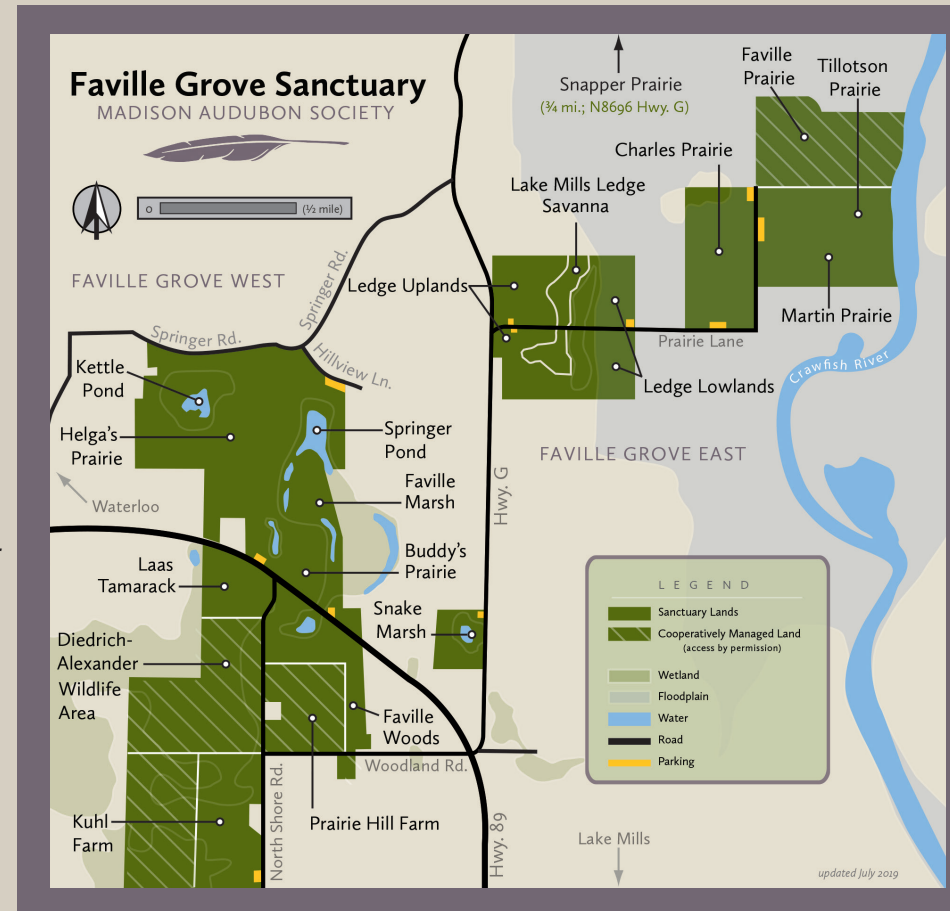 Faville Grove Sanctuary
MADISON AUDUBON SOCIETY
0 (½ mile)
FAVILLE GROVE WEST
Snapper Prairie
(¾ mi.; N8696 Hwy. G)
Faville
Prairie
Tillotson
Prairie
Charles Prairie
Lake Mills Ledge
Savanna
Springer Rd.
Ledge Uplands
Martin Prairie
Springer Rd.
Prairie Lane
Hillview Ln.
Crawfish River
Kettle
Pond
Ledge Lowlands
Helga's
Prairie
Springer
Pond
FAVILLE GROVE EAST
Waterloo
Faville
Marsh
Hwy. G
Laas
Tamarack
Buddy's
Prairie
Snake
Marsh
Diedrich-
Alexander
Wildlife
Area
Faville
Woods
Woodland Rd.
Kuhl
Farm
North Shore Rd.
Prairie Hill Farm
Hwy. 89
Lake Mills
LEGEND
Sanctuary Lands
Cooperatively Managed Land
(access by permission)
Wetland
Floodplain
Water
Road
Parking
updated July 2019